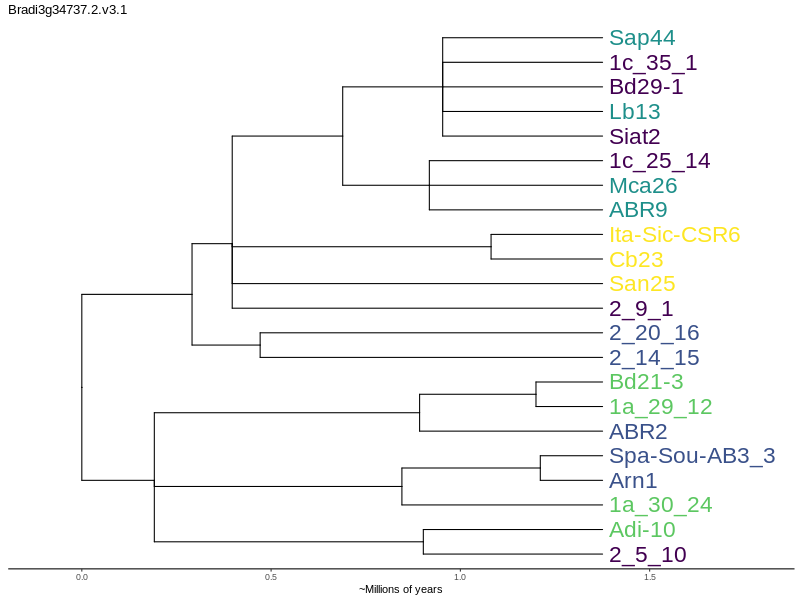 Bradi3g34737.2.v3.1
Sap44
1c_35_1
Bd29-1
Lb13
Siat2
1c_25_14
Mca26
ABR9
Ita-Sic-CSR6
Cb23
San25
2_9_1
2_20_16
2_14_15
Bd21-3
1a_29_12
ABR2
Spa-Sou-AB3_3
Arn1
1a_30_24
Adi-10
2_5_10
0.0 0.5 1.0 1.5
~Millions of years